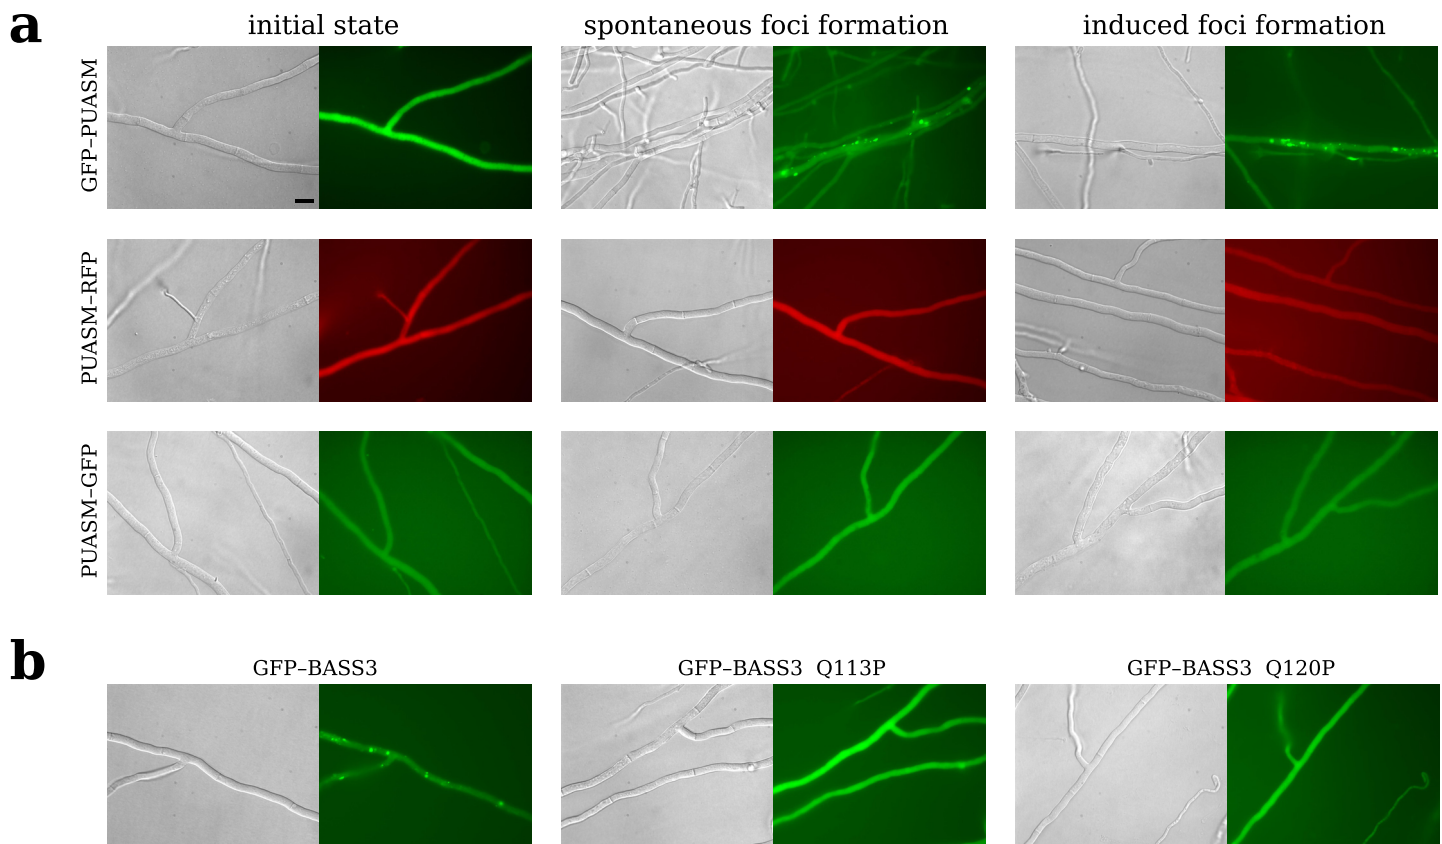 a
initial state
spontaneous foci formation
induced foci formation
GFP–PUASM
PUASM–RFP
PUASM–GFP
b
GFP–BASS3
GFP–BASS3 Q113P
GFP–BASS3 Q120P